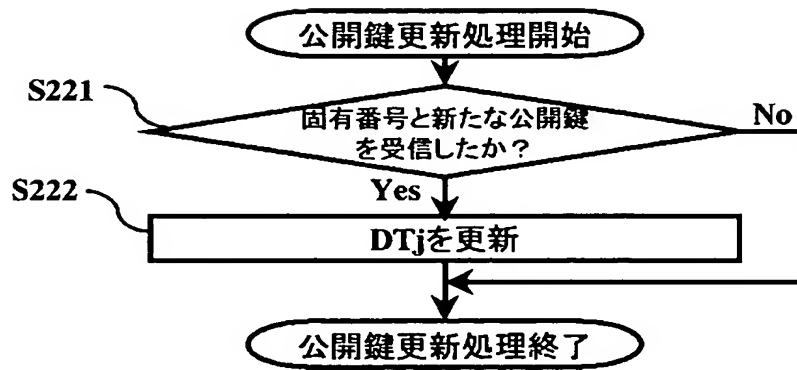 公開鍵更新処理開始
S221
固有番号と新たな公開鍵
を受信したか?
No
Yes
S222
DTjを更新
公開鍵更新処理終了